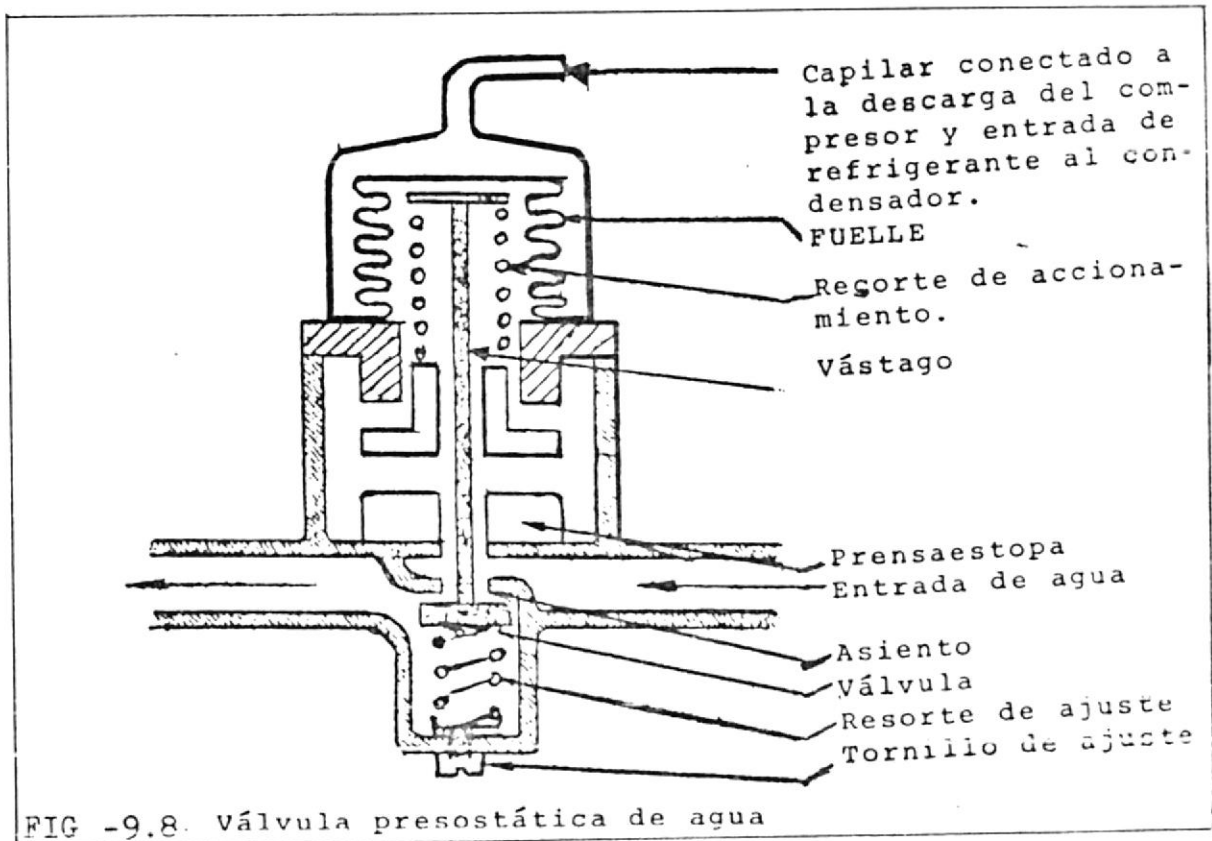 Capilar conectado a
la descarga del com-
presor y entrada de
refrigerante al con-
densador.
FUELLE
Reсorte de acciona-
miento.
Vástago
Prensaestopa
Entrada de agua
Asiento
Válvula
Resorte de ajuste
Tornillo de ajuste
FIG -9.8. Válvula presostática de agua